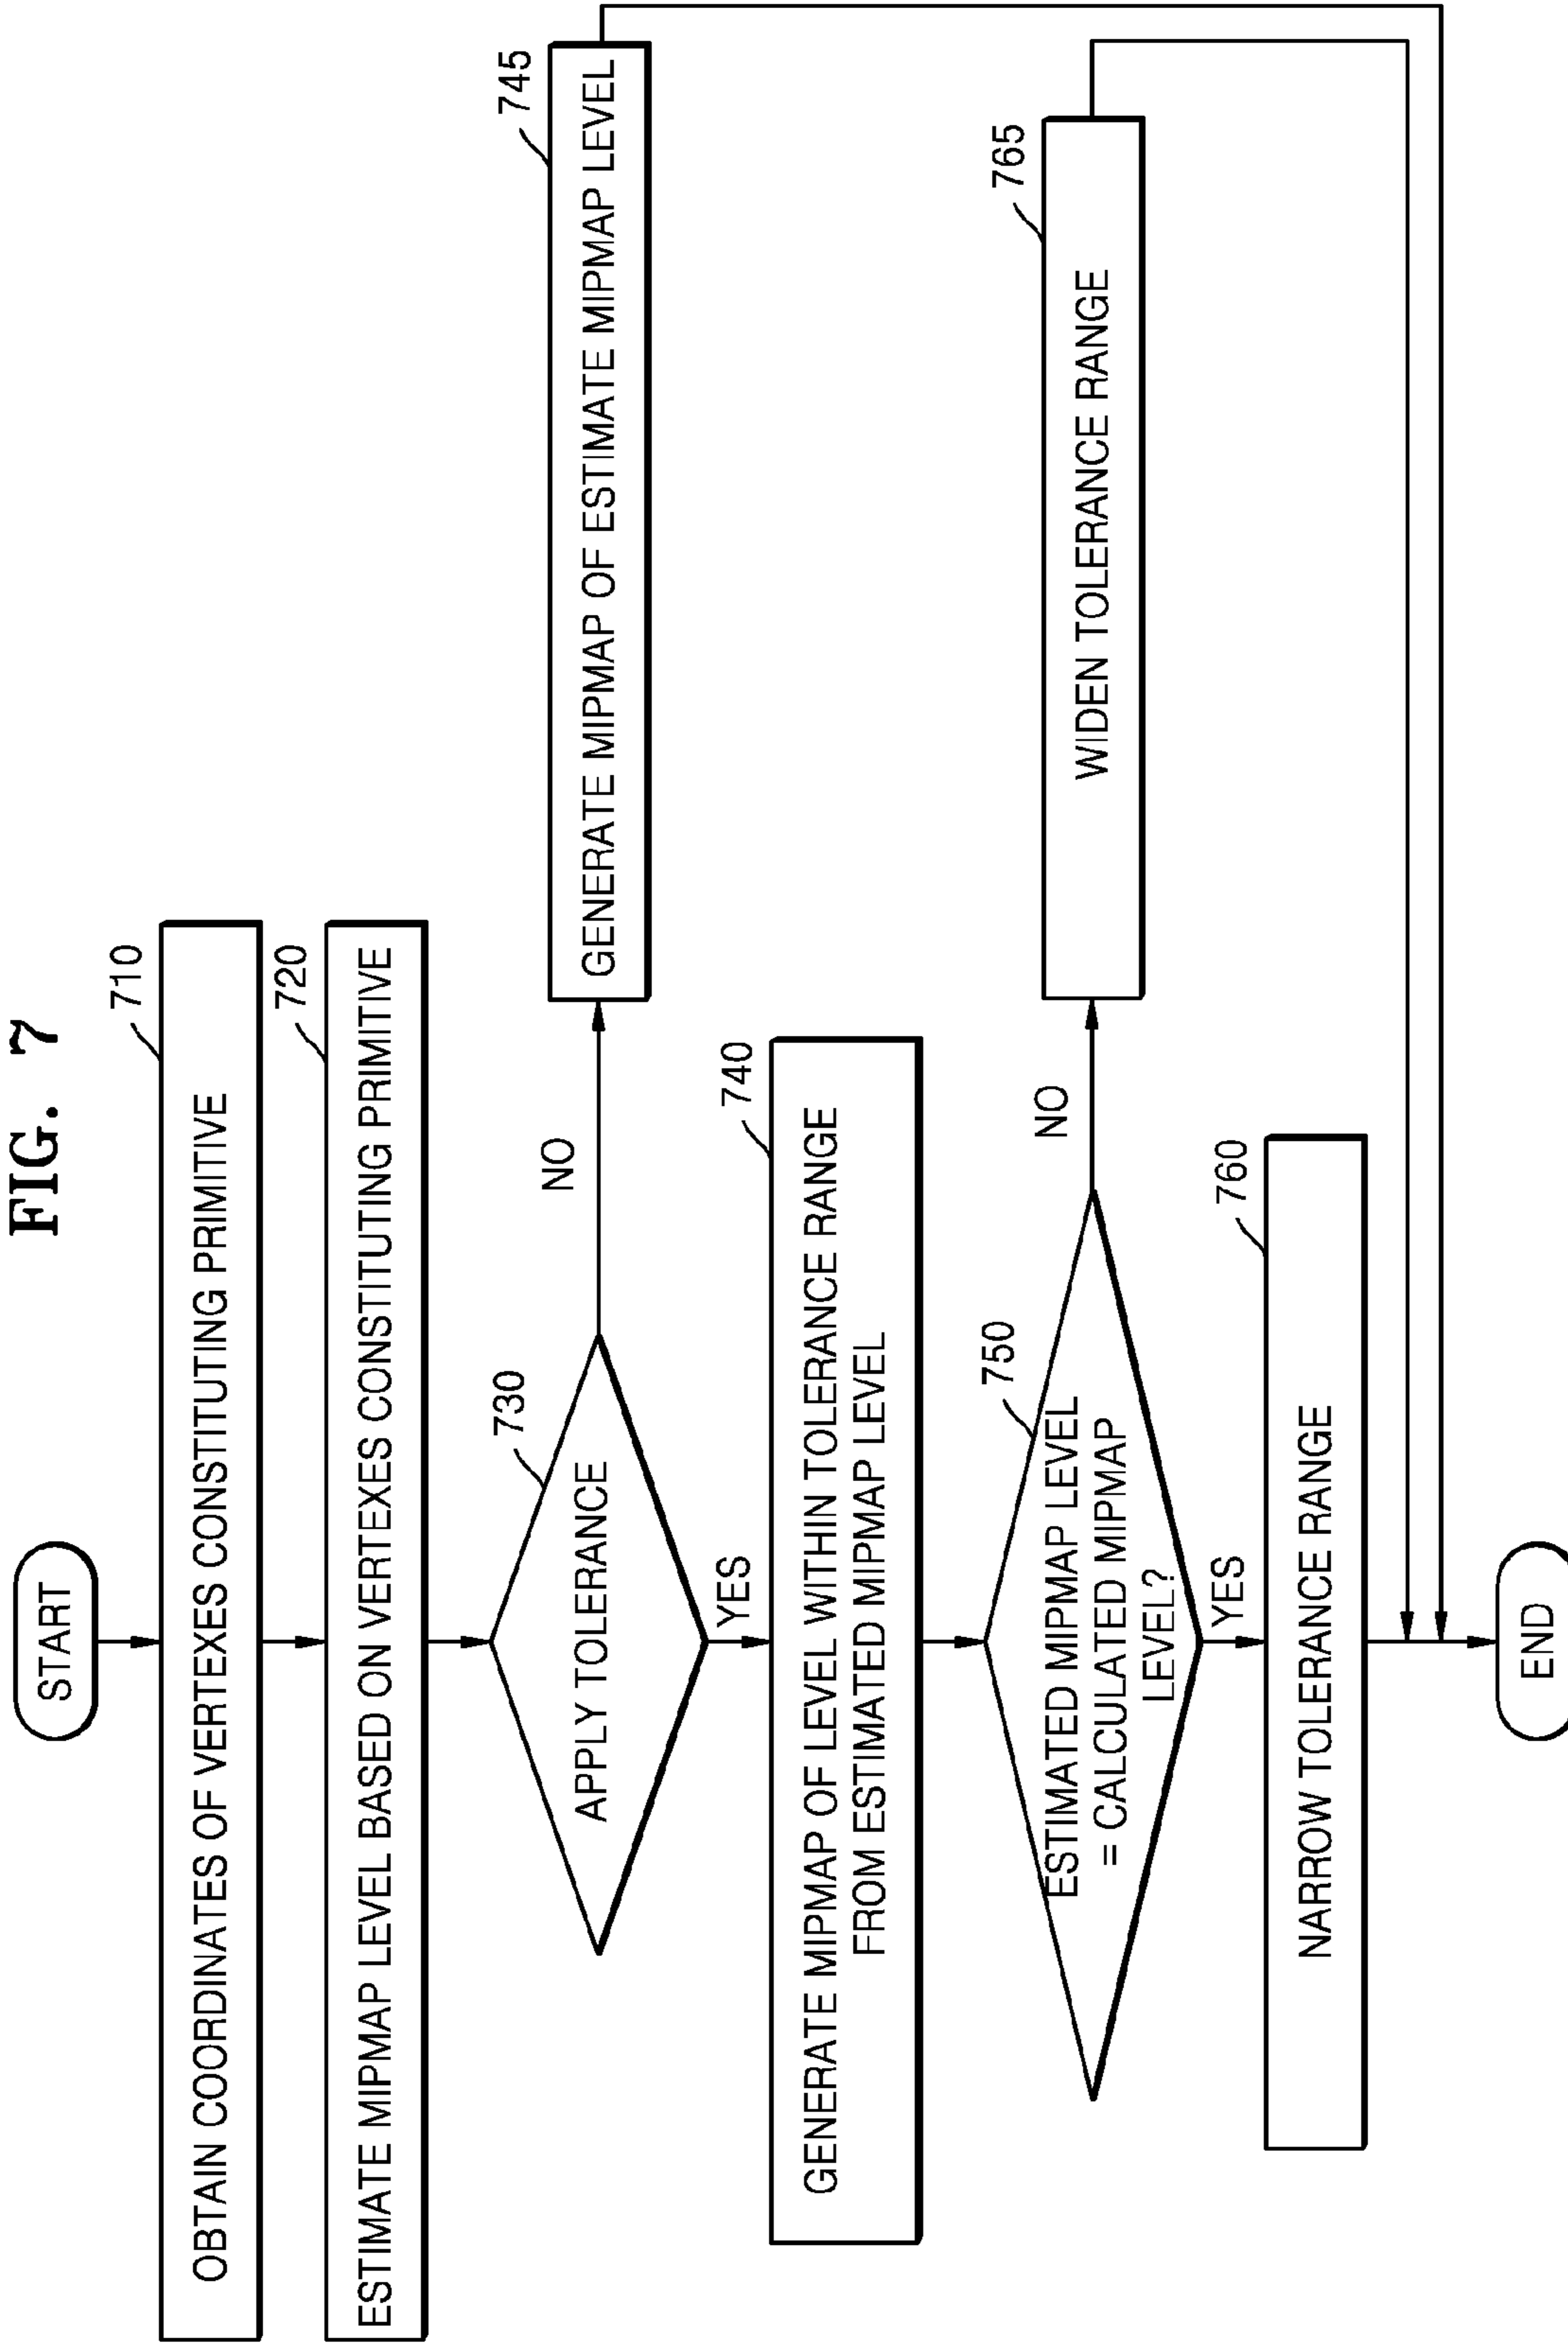 FIG. 7
START
710
OBTAIN COORDINATES OF VERTEXES CONSTITUTING PRIMITIVE
720
ESTIMATE MIPMAP LEVEL BASED ON VERTEXES CONSTITUTING PRIMITIVE
730
APPLY TOLERANCE
NO
745
GENERATE MIPMAP OF ESTIMATE MIPMAP LEVEL
YES
740
GENERATE MIPMAP OF LEVEL WITHIN TOLERANCE RANGE
FROM ESTIMATED MIPMAP LEVEL
750
ESTIMATED MIPMAP LEVEL
= CALCULATED MIPMAP
LEVEL?
NO
765
WIDEN TOLERANCE RANGE
YES
760
NARROW TOLERANCE RANGE
END